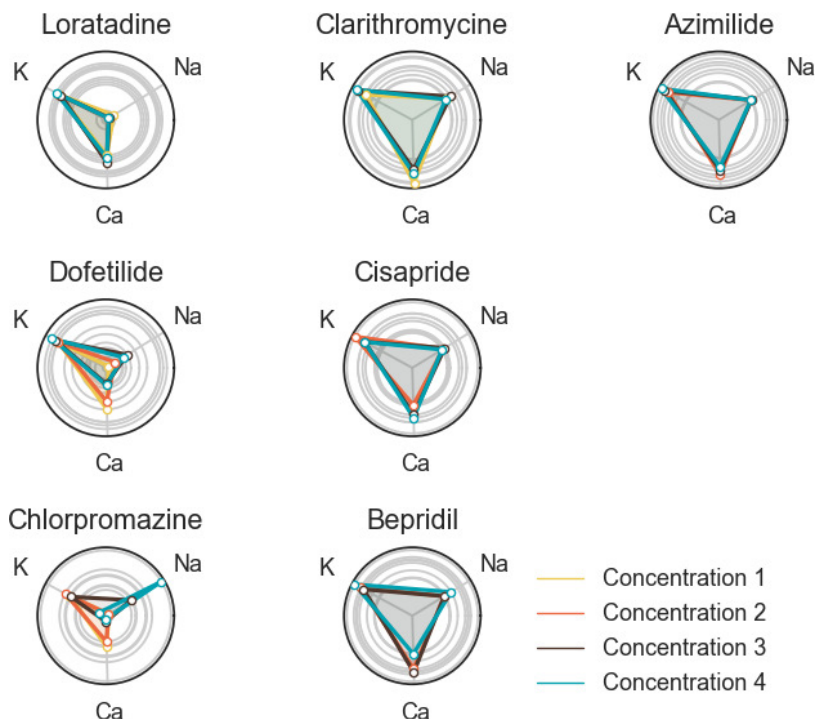 Loratadine
K
Na
Ca
Clarithromycine
K
Na
Ca
Azimilide
K
Na
Ca
Dofetilide
K
Na
Ca
Cisapride
K
Na
Ca
Chlorpromazine
K
Na
Ca
Bepridil
K
Na
Ca
Concentration 1
Concentration 2
Concentration 3
Concentration 4